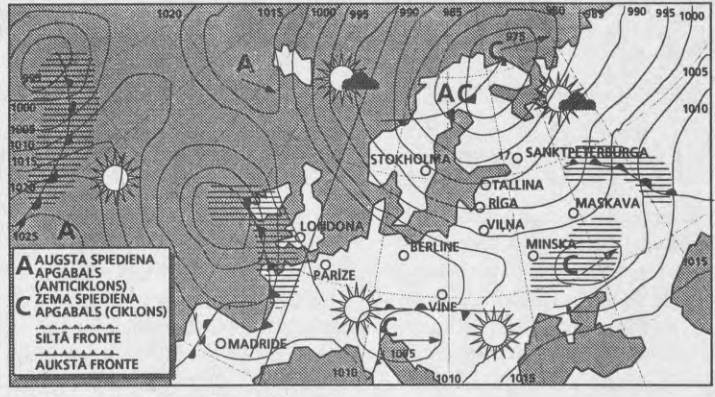 1020
1015
1000
995
990
985
980
985
990
995
1000
975
C
A
AC
995
1000
1005
1010
1015
1020
1025
A
1005
1010
STOKHOLMA
17 SANKTPĒTERBURGA
TALLINA
RĪGA
VIĻŅA
MASKAVA
LONDONA
BERLĪNE
MINSKA
C
PARĪZE
VĪNE
1015
C
1005
MADRIDE
1010
1010
1015
A AUGSTA SPIEDIENA
APGABALS
(ANTICIKLONS)
C ZEMA SPIEDIENA
APGABALS (CIKLONS)
SILTĀ FRONTE
AUKSTĀ FRONTE